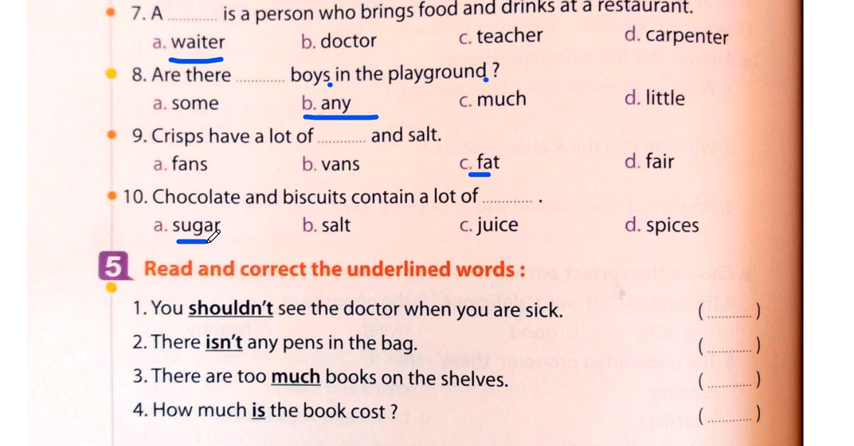 7. A ............ is a person who brings food and drinks at a restaurant.
a. waiter b. doctor c. teacher d. carpenter
8. Are there ............ boys in the playground ?
a. some b. any c. much d. little
9. Crisps have a lot of ............ and salt.
a. fans b. vans c. fat d. fair
10. Chocolate and biscuits contain a lot of ............ .
a. sugar b. salt c. juice d. spices
5 Read and correct the underlined words :
1. You shouldn't see the doctor when you are sick. (............)
2. There isn't any pens in the bag. (............)
3. There are too much books on the shelves. (............)
4. How much is the book cost ? (............)